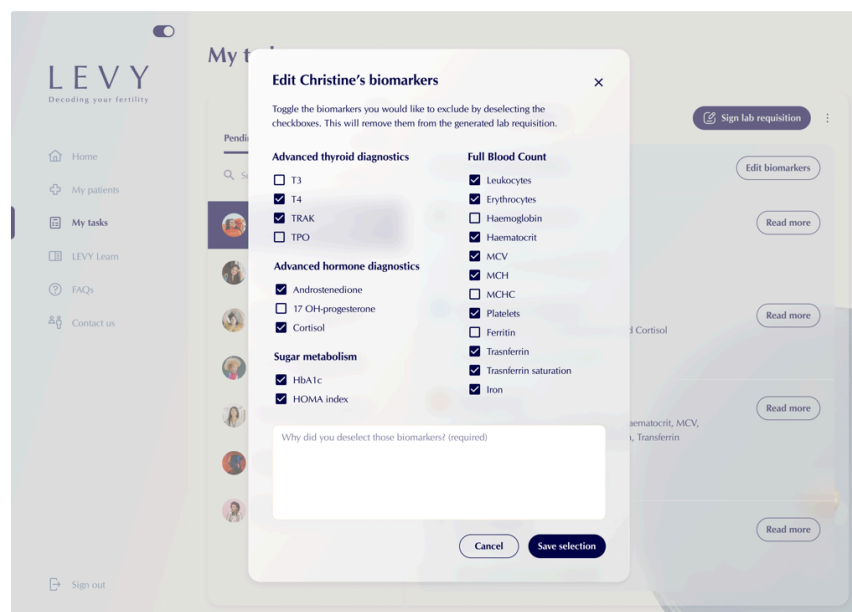 LEVY
Decoding your fertility
Home
My patients
My tasks
LEVY Learn
FAQs
Contact us
Sign out
My
Sign lab requisition
Edit biomarkers
Read more
Read more
Cortisol
Read more
MCV,
Transferrin
Read more
Edit Christine's biomarkers
Toggle the biomarkers you would like to exclude by deselecting the
checkboxes. This will remove them from the generated lab requisition.
Advanced thyroid diagnostics
T3
T4
TRAK
TPO
Advanced hormone diagnostics
Androstenedione
17 OH-progesterone
Cortisol
Sugar metabolism
HbA1c
HOMA index
Full Blood Count
Leukocytes
Erythrocytes
Haemoglobin
Haematocrit
MCV
MCH
MCHC
Platelets
Ferritin
Trasnferrin
Trasnferrin saturation
Iron
Why did you deselect those biomarkers? (required)
Cancel
Save selection